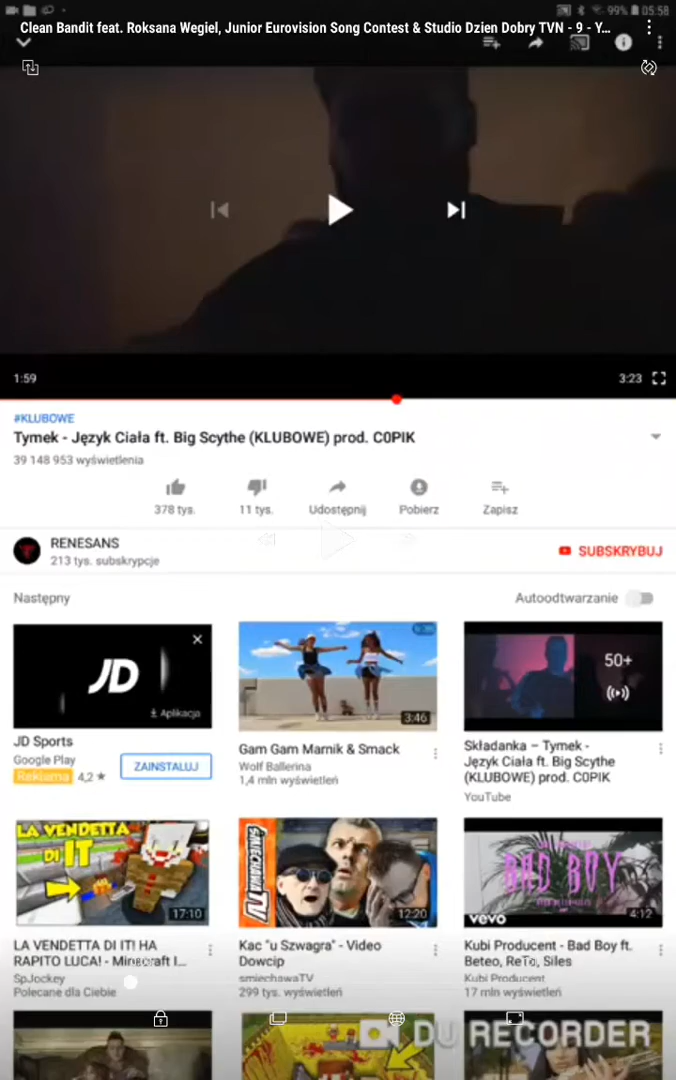 99% 05:58
Clean Bandit feat. Roksana Wegiel, Junior Eurovision Song Contest & Studio Dzien Dobry TVN - 9 - Y...
1:59
3:23
#KLUBOWE
Tymek - Język Ciała ft. Big Scythe (KLUBOWE) prod. C0PIK
39 148 953 wyświetlenia
378 tys.
11 tys.
Udostępnij
Pobierz
Zapisz
RENESANS
213 tys. subskrypcje
SUBSKRYBUJ
Następny
Autoodtwarzanie
JD
Aplikacja
JD Sports
Google Play
Reklama 4,2 ★
ZAINSTALUJ
3:46
Gam Gam Marnik & Smack
Wolf Ballerina
1,4 mln wyświetleń
50+
Składanka – Tymek -
Język Ciała ft. Big Scythe
(KLUBOWE) prod. C0PIK
YouTube
LA VENDETTA
DI IT!
17:10
LA VENDETTA DI IT! HA
RAPITO LUCA! - Minecraft I...
SpJockey
Polecane dla Ciebie
ŚMIECHAWA TV
12:20
Kac "u Szwagra" - Video
Dowcip
smiechawaTV
299 tys. wyświetleń
BAD BOY
vevo
4:12
Kubi Producent - Bad Boy ft.
Beteo, ReTo, Siles
Kubi Producent
17 mln wyświetleń
DU RECORDER